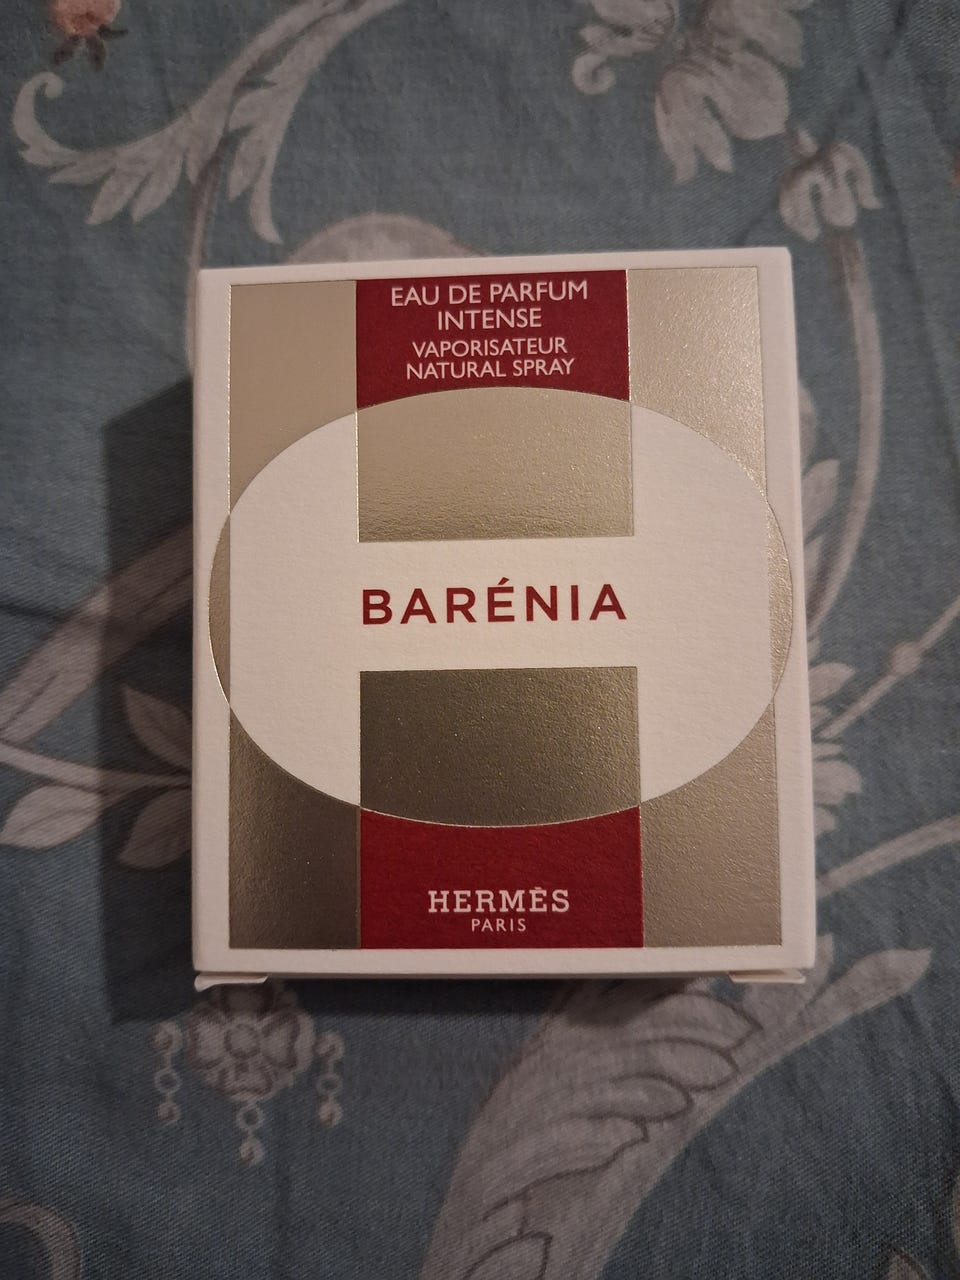 EAU DE PARFUM
INTENSE
VAPORISATEUR
NATURAL SPRAY
BARÉNIA
HERMÈS
PARIS